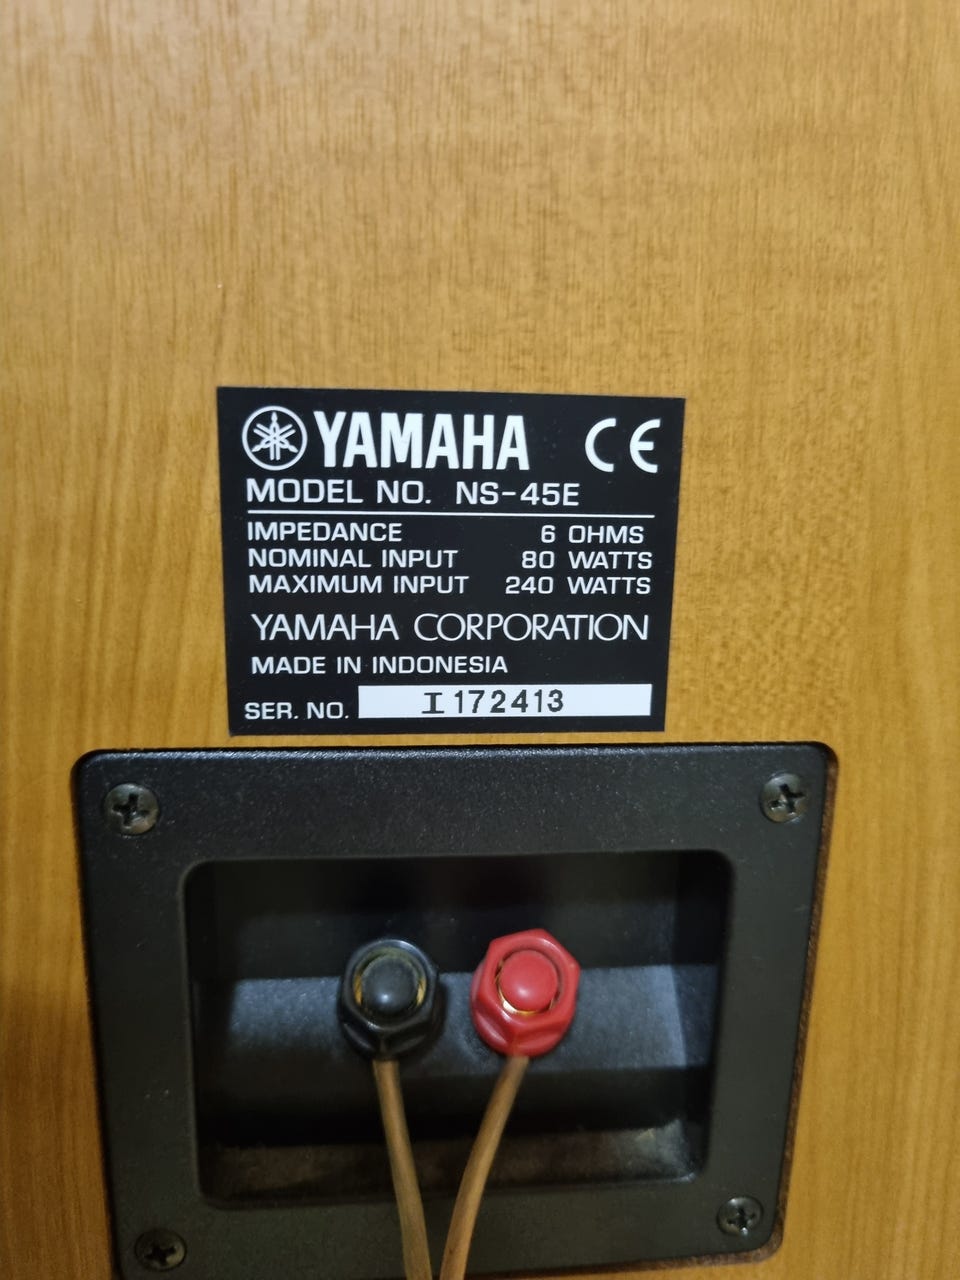 YAMAHA CE
MODEL NO. NS-45E
IMPEDANCE 6 OHMS
NOMINAL INPUT 80 WATTS
MAXIMUM INPUT 240 WATTS
YAMAHA CORPORATION
MADE IN INDONESIA
SER. NO. I172413